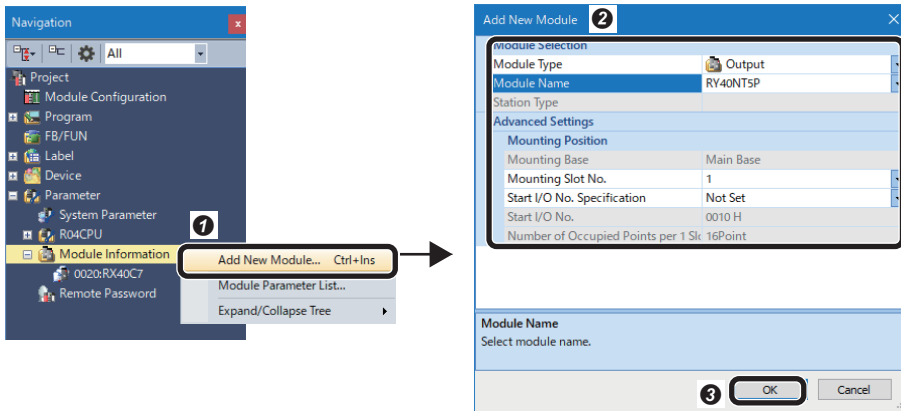 Navigation
All
Project
Module Configuration
Program
FB/FUN
Label
Device
Parameter
System Parameter
R04CPU
Module Information
0020:RX40C7
Remote Password
1
Add New Module... Ctrl+Ins
Module Parameter List...
Expand/Collapse Tree
Add New Module 2
Module Selection
Module Type Output
Module Name RY40NT5P
Station Type
Advanced Settings
Mounting Position
Mounting Base Main Base
Mounting Slot No. 1
Start I/O No. Specification Not Set
Start I/O No. 0010 H
Number of Occupied Points per 1 Slo 16Point
Module Name
Select module name.
3 OK Cancel